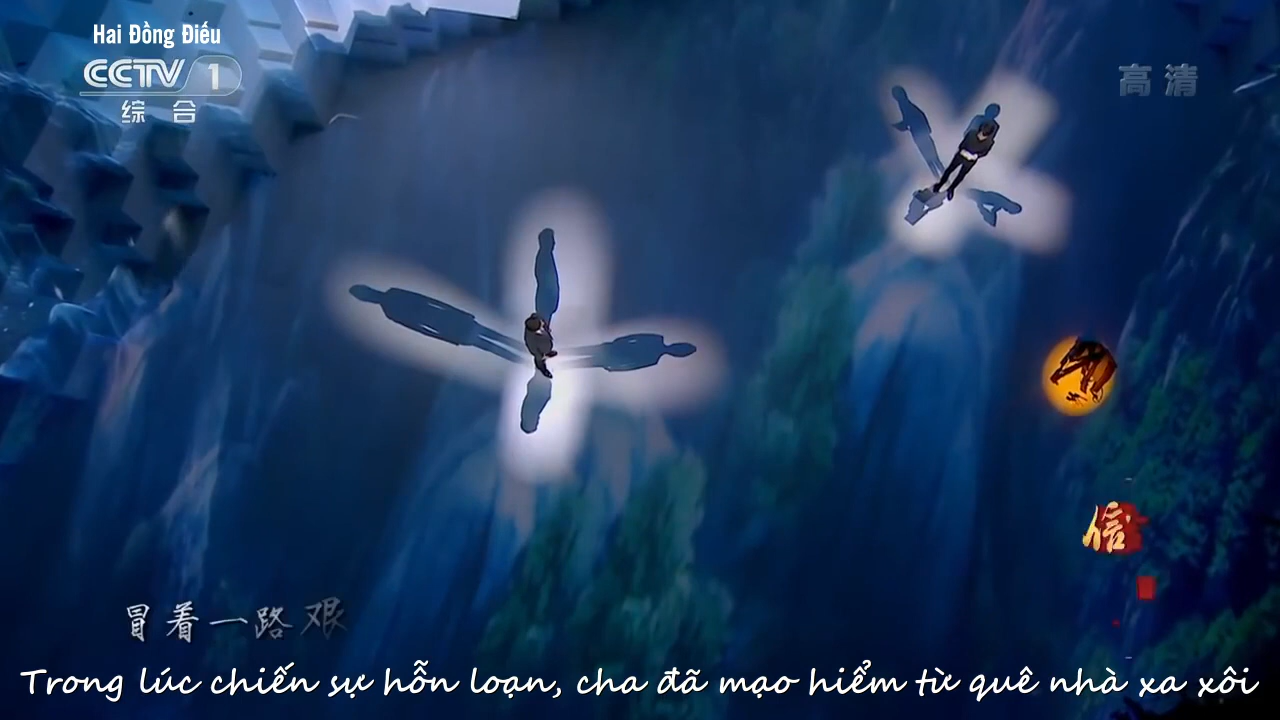 Hai Đồng Điếu
CCTV 1
综合
高清
信
冒着一路艰
Trong lúc chiến sự hỗn loạn, cha đã mạo hiểm từ quê nhà xa xôi